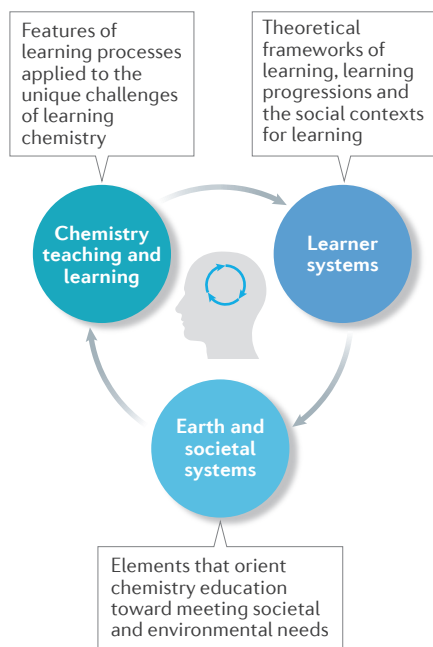 Features of
learning processes
applied to the
unique challenges
of learning
chemistry
Theoretical
frameworks of
learning, learning
progressions and
the social contexts
for learning
Chemistry
teaching and
learning
Learner
systems
Earth and
societal
systems
Elements that orient
chemistry education
toward meeting societal
and environmental needs